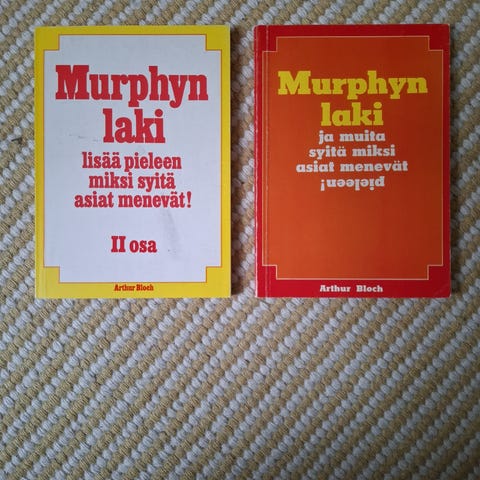 Murphyn
laki
lisää pieleen
miksi syitä
asiat menevät!
II osa
Arthur Bloch
Murphyn
laki
ja muita
syitä miksi
asiat menevät
pieleen!
Arthur Bloch